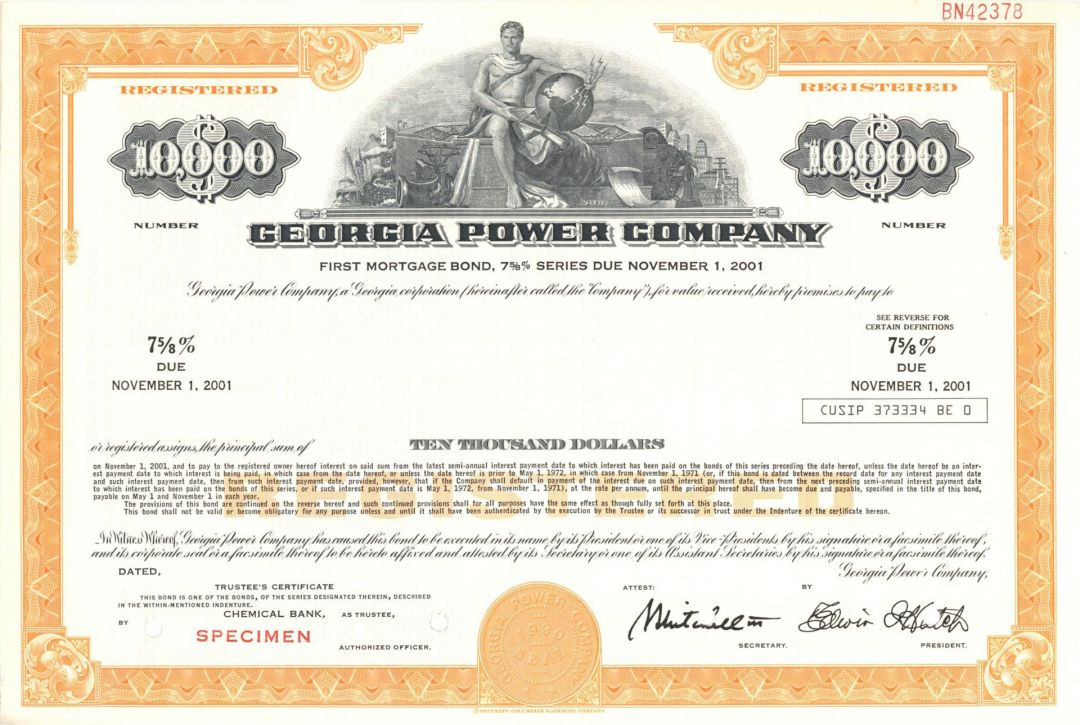 BN42378
REGISTERED
REGISTERED
$10,000
$10,000
NUMBER
NUMBER
GEORGIA POWER COMPANY
FIRST MORTGAGE BOND, 7⅝% SERIES DUE NOVEMBER 1, 2001
Georgia Power Company, a Georgia corporation (hereinafter called the "Company"), for value received, hereby promises to pay to
SEE REVERSE FOR
CERTAIN DEFINITIONS
7⅝%
DUE
NOVEMBER 1, 2001
7⅝%
DUE
NOVEMBER 1, 2001
CUSIP 373334 BE 0
or registered assigns, the principal sum of TEN THOUSAND DOLLARS
on November 1, 2001, and to pay to the registered owner hereof interest on said sum from the latest semi-annual interest payment date to which interest has been paid on the bonds of this series preceding the date hereof, unless the date hereof be an inter-
est payment date to which interest is being paid, in which case from the date hereof, or unless the date hereof is prior to May 1, 1972, in which case from November 1, 1971 (or, if this bond is dated between the record date for any interest payment date
and such interest payment date, then from such interest payment date, provided, however, that if the Company shall default in payment of the interest due on such interest payment date, then from the next preceding semi-annual interest payment date
to which interest has been paid on the bonds of this series, or if such interest payment date is May 1, 1972, from November 1, 1971), at the rate per annum, until the principal hereof shall have become due and payable, specified in the title of this bond,
payable on May 1 and November 1 in each year.
The provisions of this bond are continued on the reverse hereof and such continued provisions shall for all purposes have the same effect as though fully set forth at this place.
This bond shall not be valid or become obligatory for any purpose unless and until it shall have been authenticated by the execution by the Trustee or its successor in trust under the Indenture of the certificate hereon.
In Witness Whereof, Georgia Power Company has caused this bond to be executed in its name by its President or one of its Vice-Presidents by his signature or a facsimile thereof,
and its corporate seal or a facsimile thereof to be hereto affixed and attested by its Secretary or one of its Assistant Secretaries by his signature or a facsimile thereof.
DATED,
Georgia Power Company,
TRUSTEE'S CERTIFICATE
THIS BOND IS ONE OF THE BONDS, OF THE SERIES DESIGNATED THEREIN, DESCRIBED
IN THE WITHIN-MENTIONED INDENTURE.
CHEMICAL BANK, AS TRUSTEE,
BY
SPECIMEN
AUTHORIZED OFFICER.
GEORGIA POWER COMPANY
1930
SEAL
ATTEST:
SECRETARY.
BY
Edwin I. Hatch
PRESIDENT.
© SECURITY-COLUMBIAN BANKNOTE COMPANY